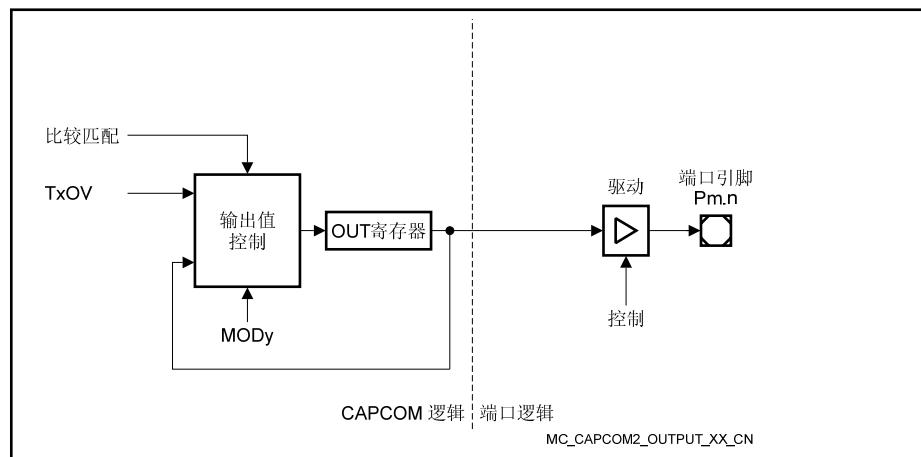 比较匹配
TxOV
输出值
控制
MODy
OUT寄存器
驱动
控制
端口引脚
Pm.n
CAPCOM 逻辑
端口逻辑
MC_CAPCOM2_OUTPUT_XX_CN